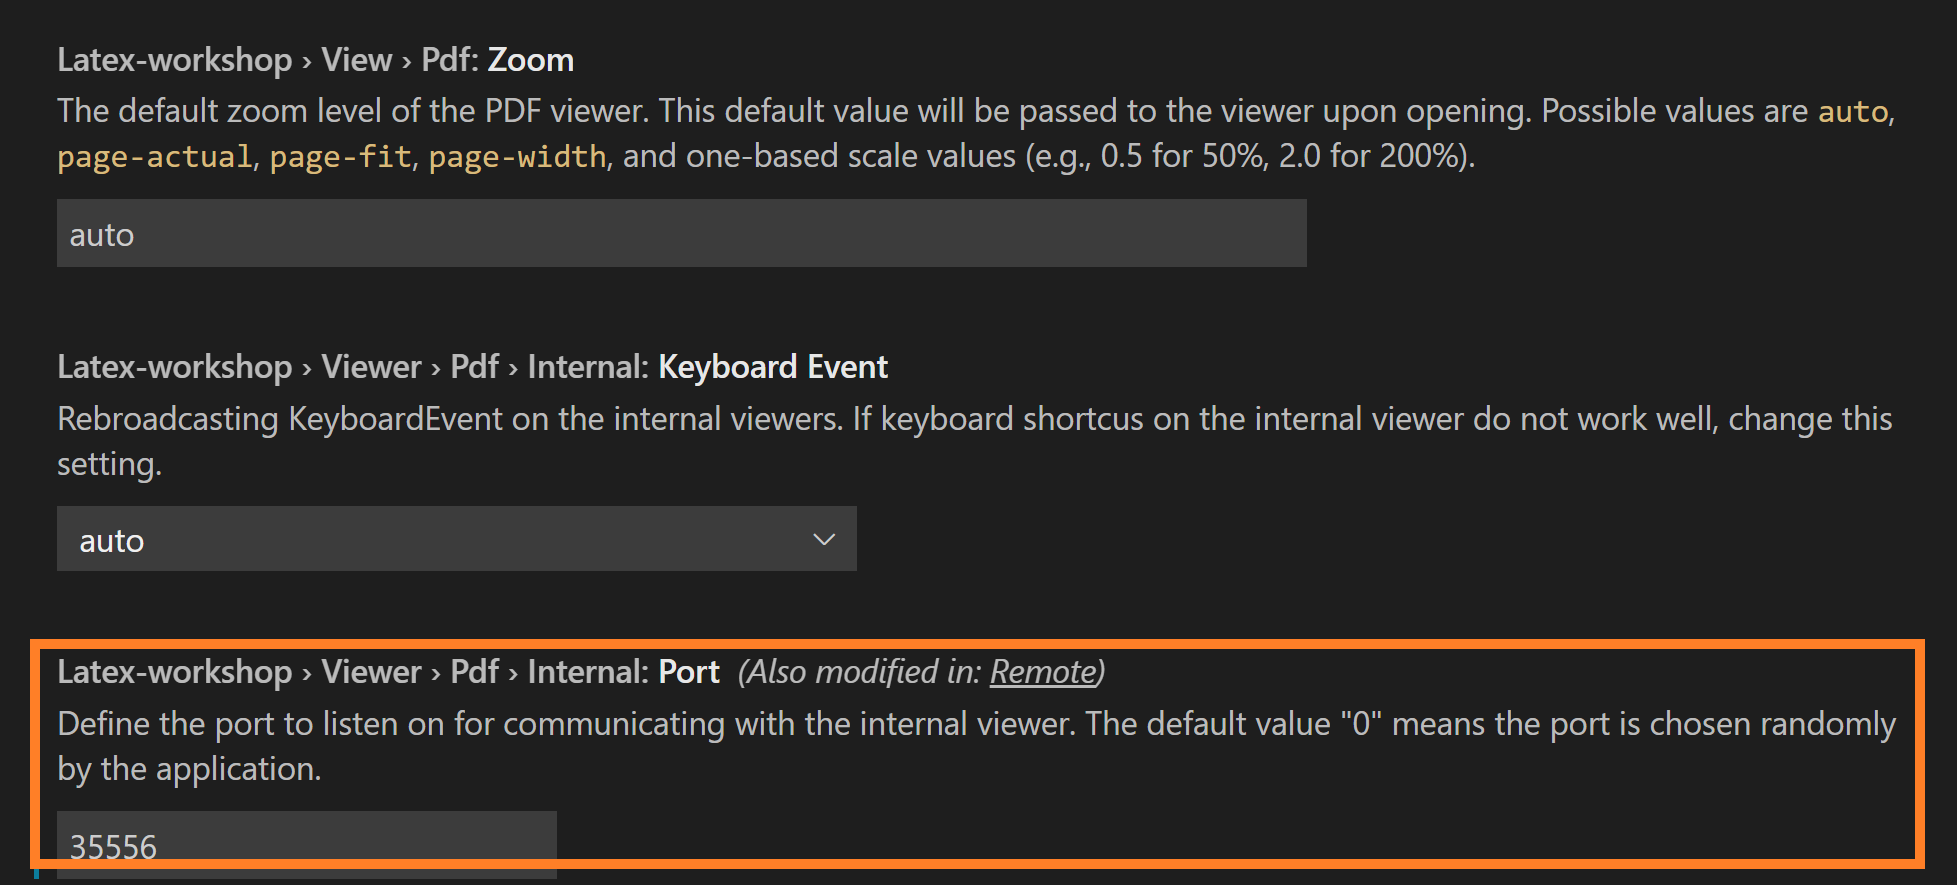 Latex-workshop › View › Pdf: Zoom
The default zoom level of the PDF viewer. This default value will be passed to the viewer upon opening. Possible values are auto,
page-actual, page-fit, page-width, and one-based scale values (e.g., 0.5 for 50%, 2.0 for 200%).
auto
Latex-workshop › Viewer › Pdf › Internal: Keyboard Event
Rebroadcasting KeyboardEvent on the internal viewers. If keyboard shortcus on the internal viewer do not work well, change this
setting.
auto
Latex-workshop › Viewer › Pdf › Internal: Port (Also modified in: Remote)
Define the port to listen on for communicating with the internal viewer. The default value "0" means the port is chosen randomly
by the application.
35556